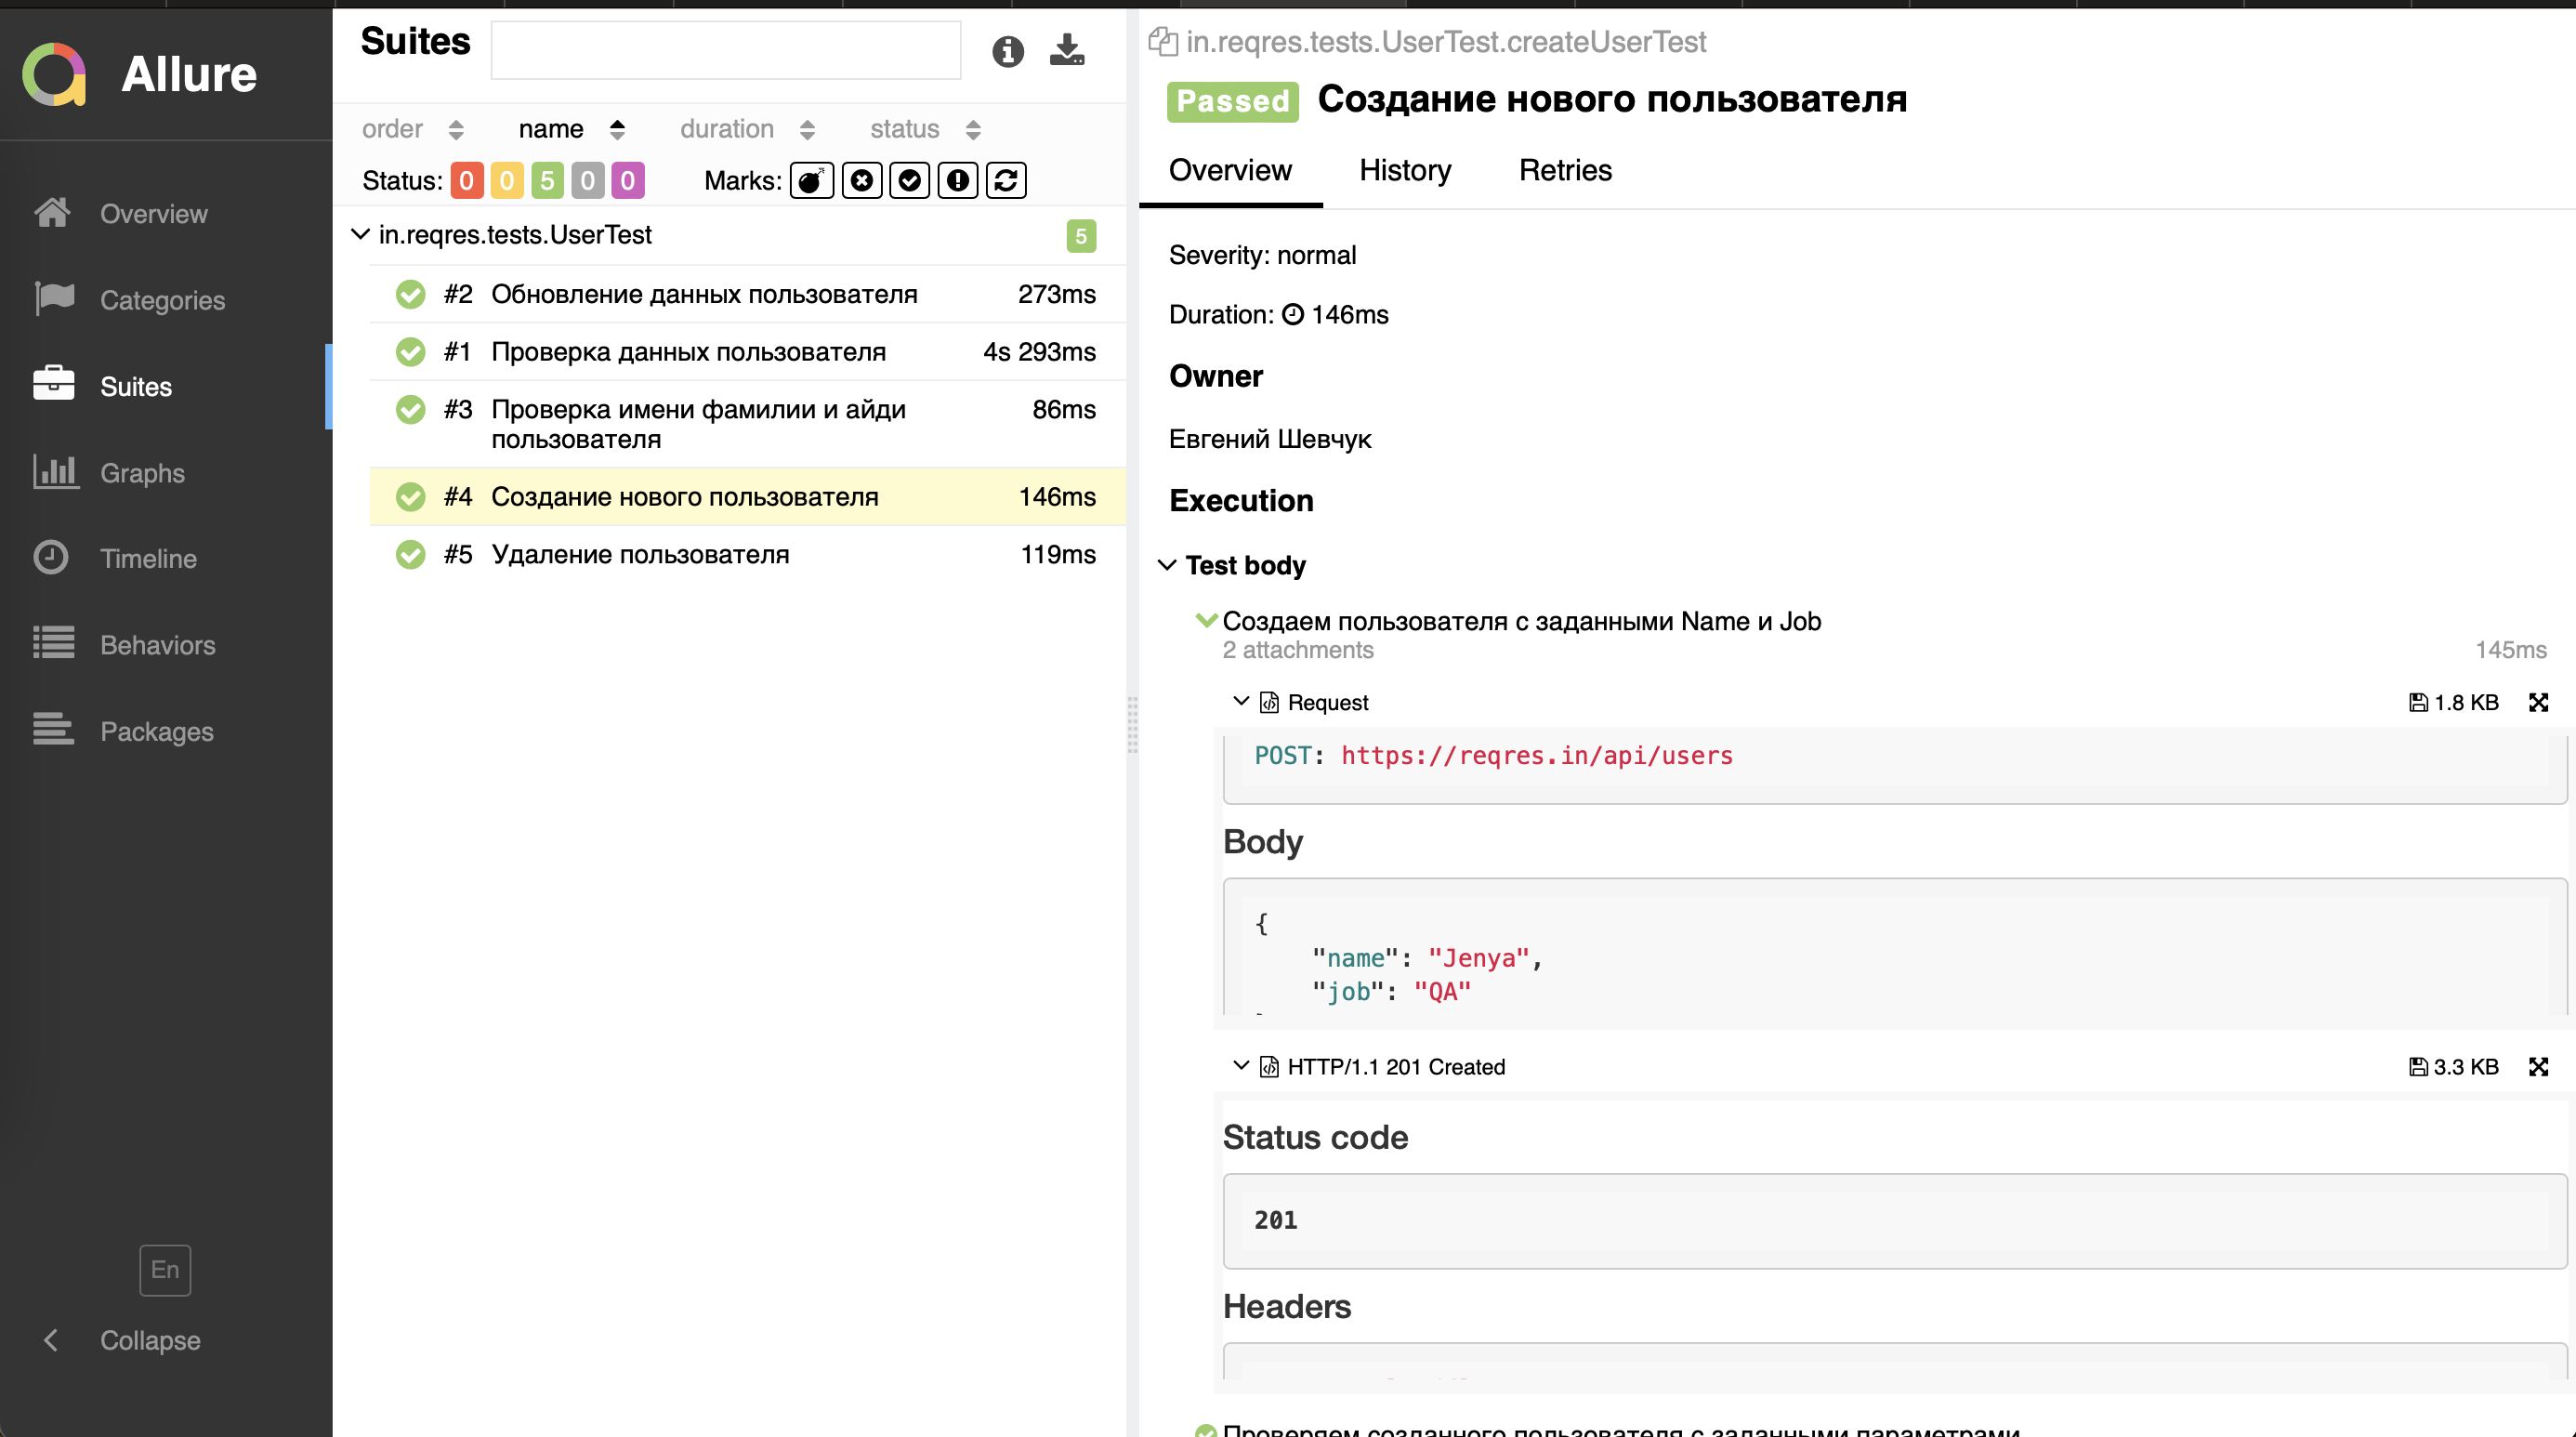 Allure
Overview
Categories
Suites
Graphs
Timeline
Behaviors
Packages
En
Collapse
Suites
order name duration status
Status: 0 0 5 0 0 Marks:
in.reqres.tests.UserTest 5
#2 Обновление данных пользователя 273ms
#1 Проверка данных пользователя 4s 293ms
#3 Проверка имени фамилии и айди 86ms
пользователя
#4 Создание нового пользователя 146ms
#5 Удаление пользователя 119ms
in.reqres.tests.UserTest.createUserTest
Passed Создание нового пользователя
Overview History Retries
Severity: normal
Duration: 146ms
Owner
Евгений Шевчук
Execution
Test body
Создаем пользователя с заданными Name и Job
2 attachments 145ms
Request 1.8 KB
POST: https://reqres.in/api/users
Body
{
"name": "Jenya",
"job": "QA"
HTTP/1.1 201 Created 3.3 KB
Status code
201
Headers
Проверяем созданного пользователя с заданными параметрами